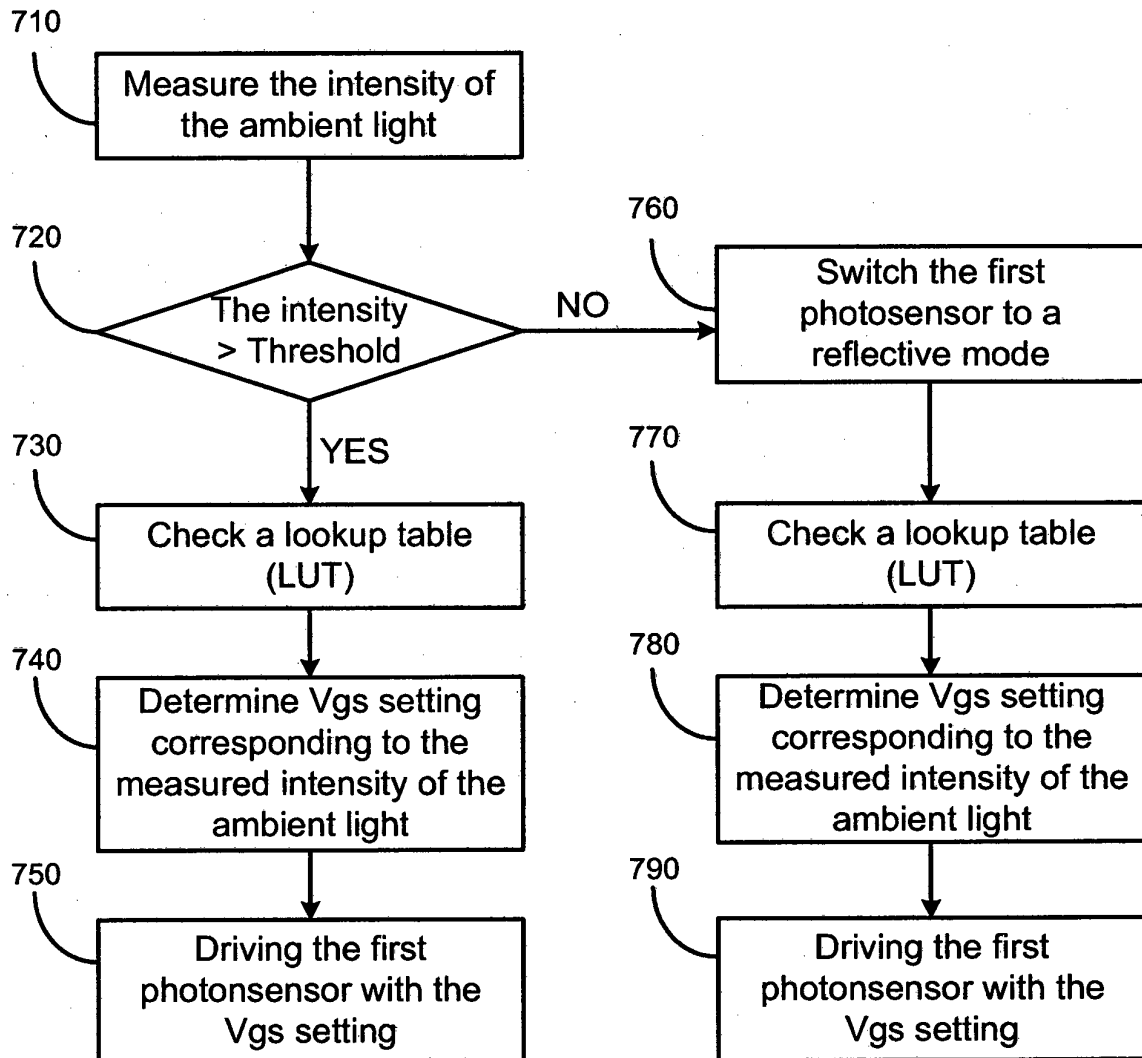 710
Measure the intensity of
the ambient light
720
The intensity
> Threshold
NO
760
Switch the first
photosensor to a
reflective mode
YES
730
Check a lookup table
(LUT)
770
Check a lookup table
(LUT)
740
Determine Vgs setting
corresponding to the
measured intensity of the
ambient light
780
Determine Vgs setting
corresponding to the
measured intensity of the
ambient light
750
Driving the first
photonsensor with the
Vgs setting
790
Driving the first
photonsensor with the
Vgs setting